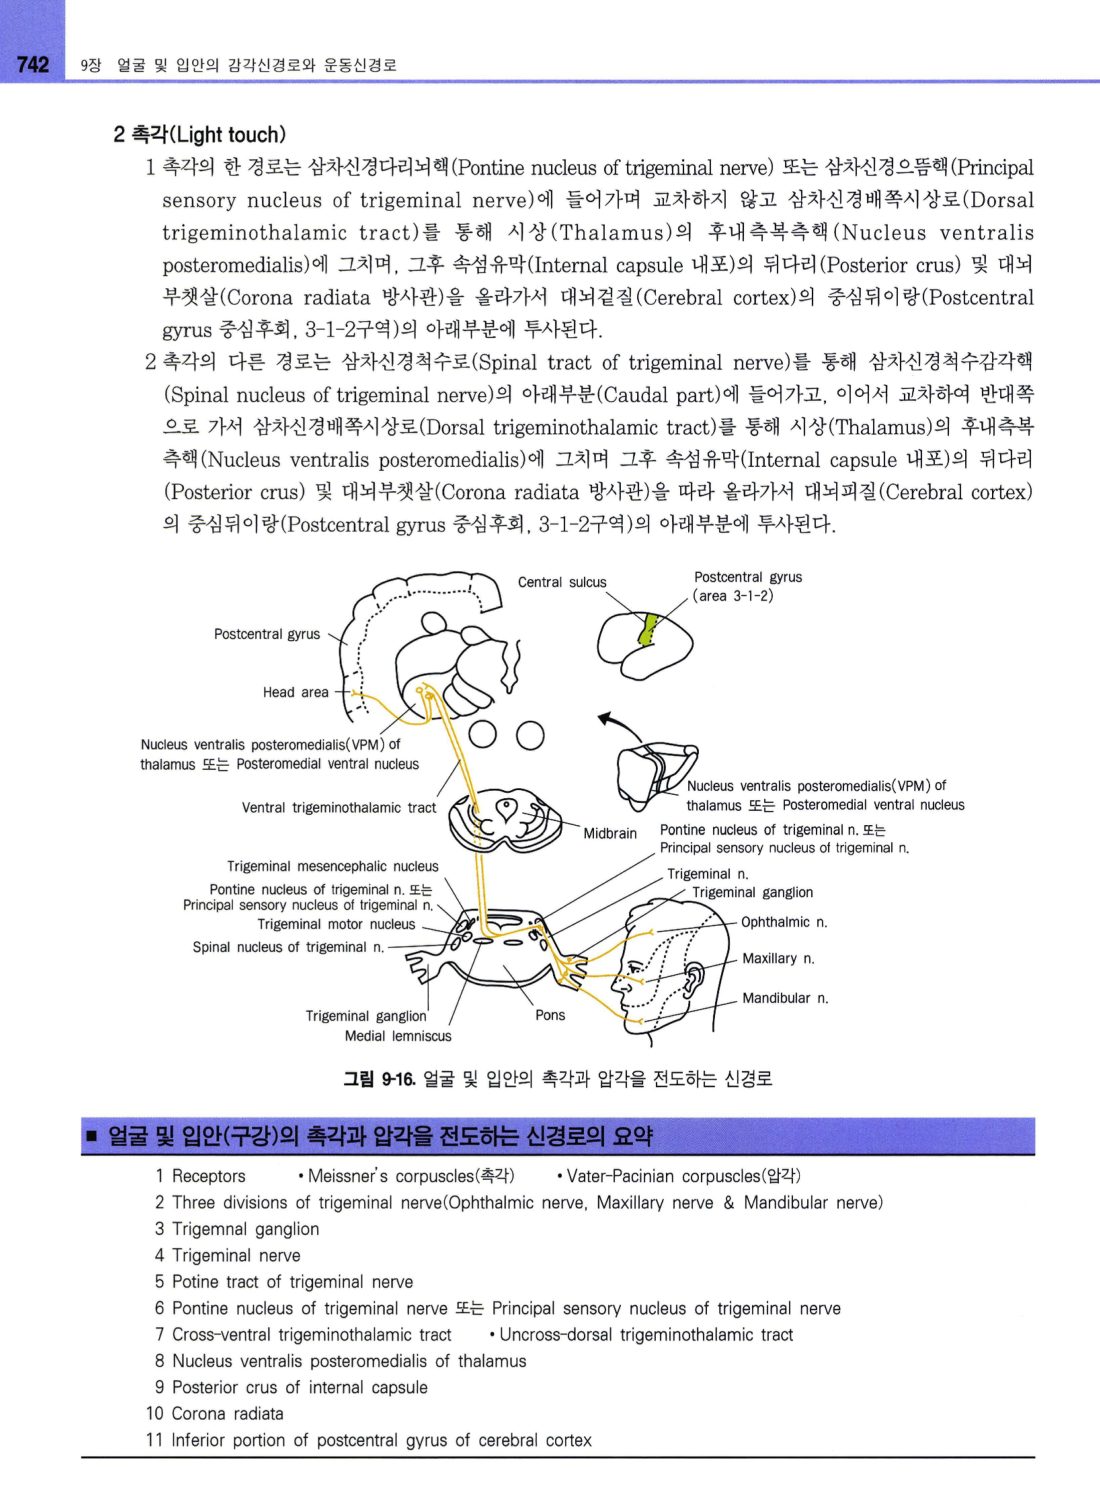 742
9장 얼굴 및 입안의 감각신경로와 운동신경로
2 촉각(Light touch)
1 촉각의 한 경로는 삼차신경다리뇌핵(Pontine nucleus of trigeminal nerve) 또는 삼차신경으뜸핵(Principal
sensory nucleus of trigeminal nerve)에 들어가며 교차하지 않고 삼차신경배쪽시상로(Dorsal
trigeminothalamic tract)를 통해 시상(Thalamus)의 후내측복측핵(Nucleus ventralis
posteromedialis)에 그치며, 그후 속섬유막(Internal capsule 내포)의 뒤다리(Posterior crus) 및 대뇌
부챗살(Corona radiata 방사관)을 올라가서 대뇌겉질(Cerebral cortex)의 중심뒤이랑(Postcentral
gyrus 중심후회, 3-1-2구역)의 아래부분에 투사된다.
2 촉각의 다른 경로는 삼차신경척수로(Spinal tract of trigeminal nerve)를 통해 삼차신경척수감각핵
(Spinal nucleus of trigeminal nerve)의 아래부분(Caudal part)에 들어가고, 이어서 교차하여 반대쪽
으로 가서 삼차신경배쪽시상로(Dorsal trigeminothalamic tract)를 통해 시상(Thalamus)의 후내측복
측핵(Nucleus ventralis posteromedialis)에 그치며 그후 속섬유막(Internal capsule 내포)의 뒤다리
(Posterior crus) 및 대뇌부챗살(Corona radiata 방사관)을 따라 올라가서 대뇌피질(Cerebral cortex)
의 중심뒤이랑(Postcentral gyrus 중심후회, 3-1-2구역)의 아래부분에 투사된다.
Central sulcus
Postcentral gyrus
(area 3-1-2)
Postcentral gyrus
Head area
Nucleus ventralis posteromedialis(VPM) of
thalamus 또는 Posteromedial ventral nucleus
Nucleus ventralis posteromedialis(VPM) of
thalamus 또는 Posteromedial ventral nucleus
Ventral trigeminothalamic tract
Midbrain
Pontine nucleus of trigeminal n. 또는
Principal sensory nucleus of trigeminal n.
Trigeminal mesencephalic nucleus
Trigeminal n.
Pontine nucleus of trigeminal n. 또는
Principal sensory nucleus of trigeminal n.
Trigeminal ganglion
Trigeminal motor nucleus
Ophthalmic n.
Spinal nucleus of trigeminal n.
Maxillary n.
Mandibular n.
Trigeminal ganglion
Pons
Medial lemniscus
그림 9-16. 얼굴 및 입안의 촉각과 압각을 전도하는 신경로
■ 얼굴 및 입안(구강)의 촉각과 압각을 전도하는 신경로의 요약
1 Receptors • Meissner's corpuscles(촉각) • Vater-Pacinian corpuscles(압각)
2 Three divisions of trigeminal nerve(Ophthalmic nerve, Maxillary nerve & Mandibular nerve)
3 Trigemnal ganglion
4 Trigeminal nerve
5 Potine tract of trigeminal nerve
6 Pontine nucleus of trigeminal nerve 또는 Principal sensory nucleus of trigeminal nerve
7 Cross-ventral trigeminothalamic tract • Uncross-dorsal trigeminothalamic tract
8 Nucleus ventralis posteromedialis of thalamus
9 Posterior crus of internal capsule
10 Corona radiata
11 Inferior portion of postcentral gyrus of cerebral cortex